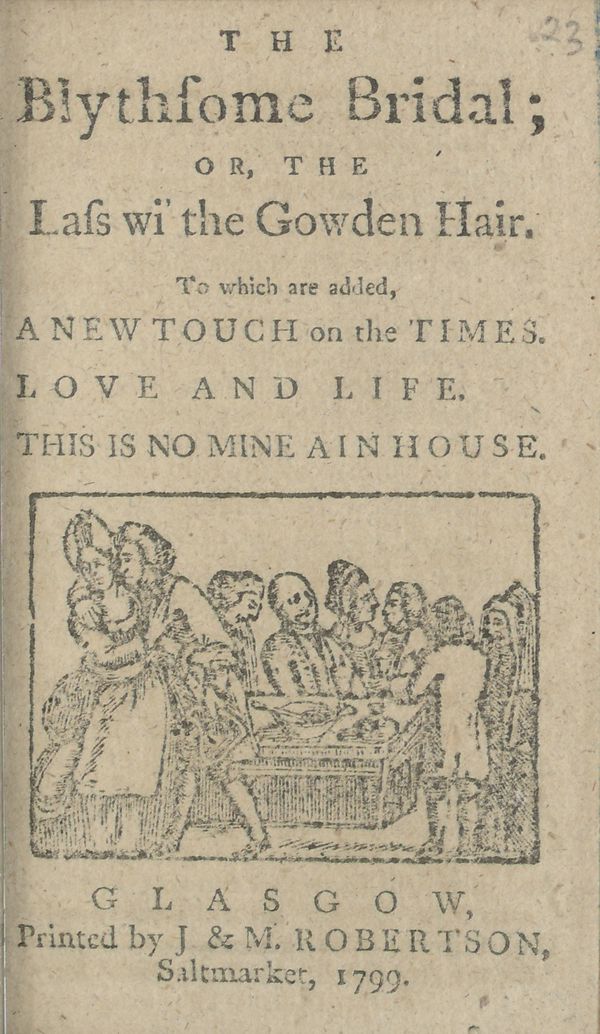 23
THE
Blythſome Bridal;
OR, THE
Laſs wi' the Gowden Hair.
To which are added,
A NEW TOUCH on the TIMES.
LOVE AND LIFE.
THIS IS NO MINE AIN HOUSE.
GLASGOW,
Printed by J & M. ROBERTSON,
Saltmarket, 1799.